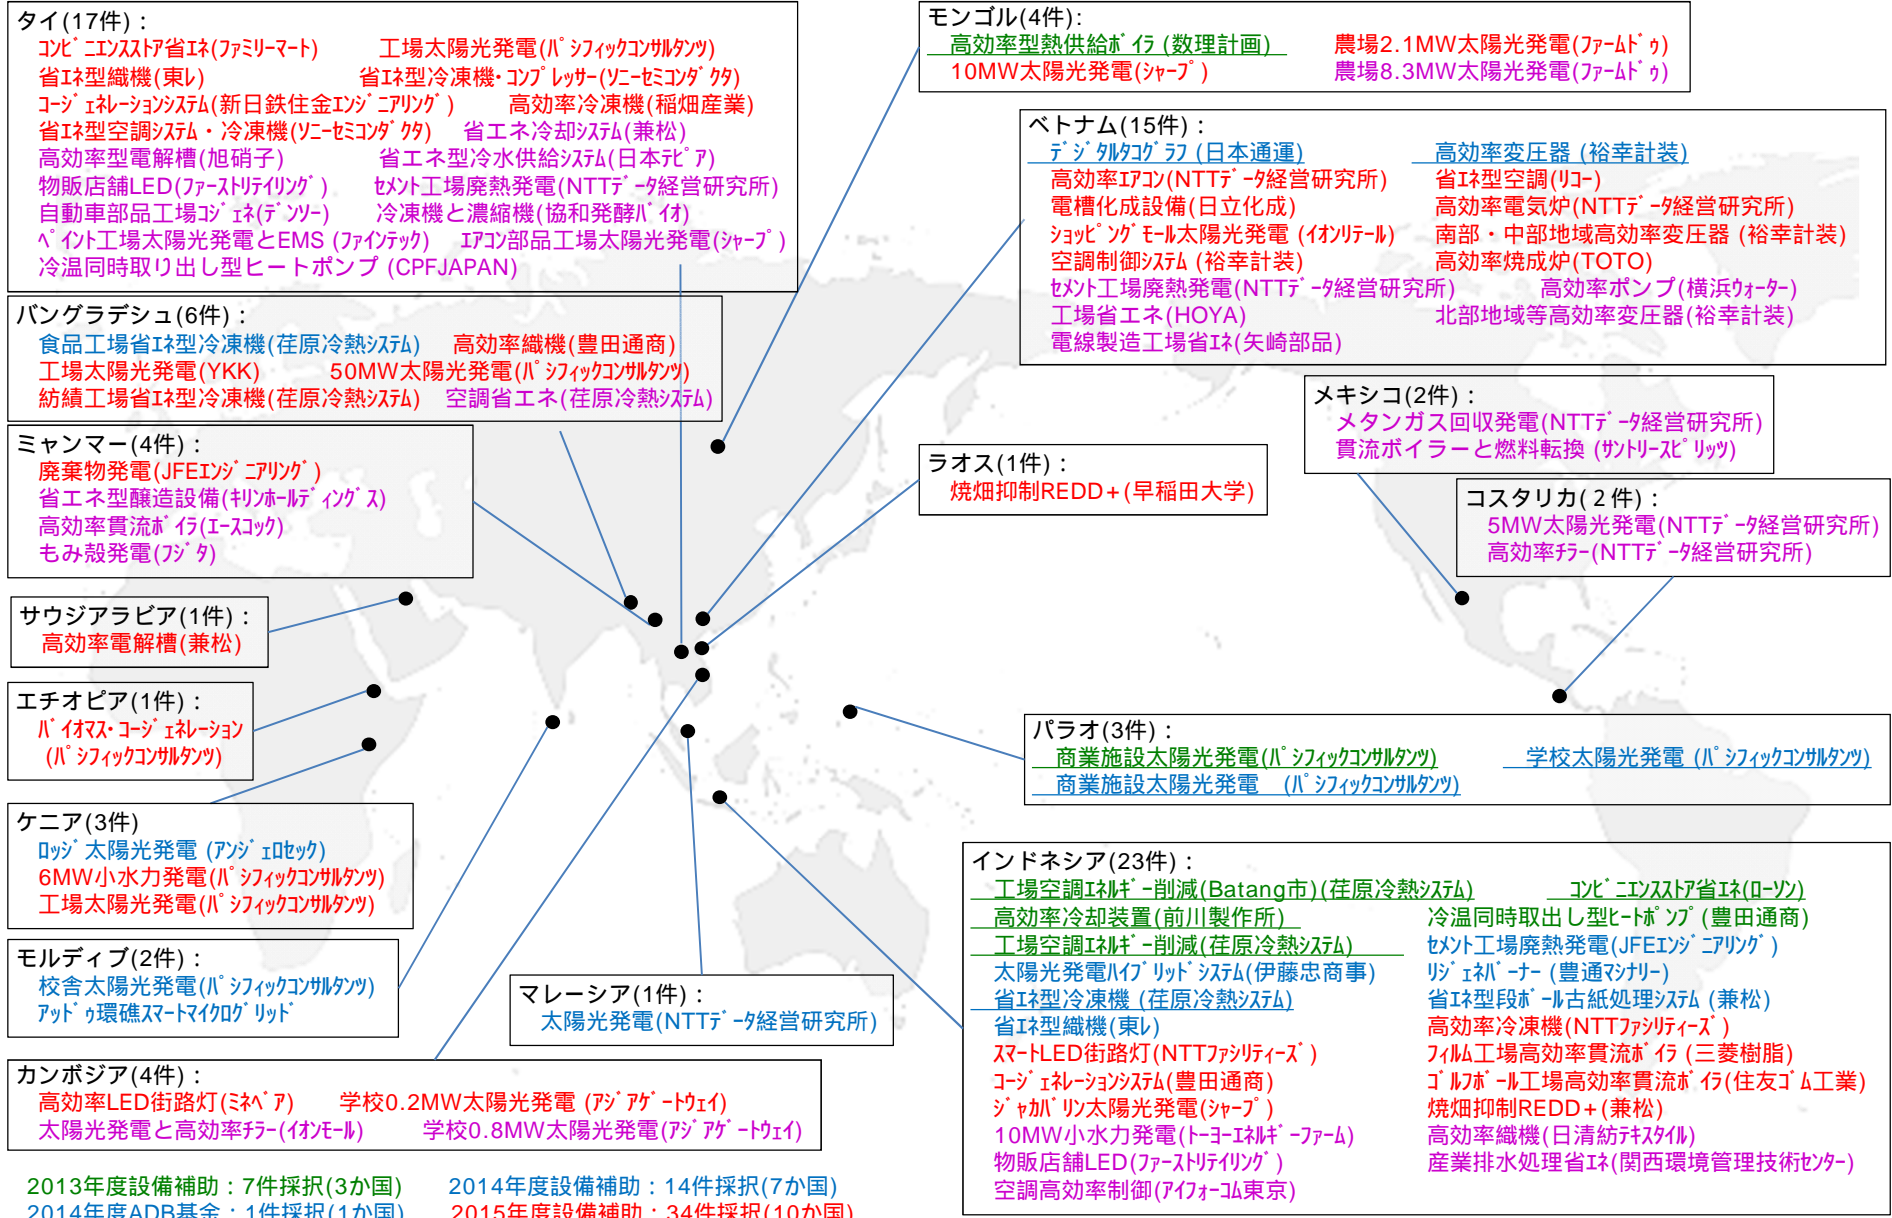 タイ(17件)：
コンビニエンスストア省エネ(ファミリーマート) 工場太陽光発電(パシフィックコンサルタンツ)
省エネ型織機(東レ) 省エネ型冷凍機・コンプレッサー(ソニーセミコンダクタ)
コージェネレーションシステム(新日鉄住金エンジニアリング) 高効率冷凍機(稲畑産業)
省エネ型空調システム・冷凍機(ソニーセミコンダクタ) 省エネ冷却システム(兼松)
高効率型電解槽(旭硝子) 省エネ型冷水供給システム(日本テピア)
物販店舗LED(ファーストリテイリング) セメント工場廃熱発電(NTTデータ経営研究所)
自動車部品工場コジェネ(デンソー) 冷凍機と濃縮機(協和発酵バイオ)
ペイント工場太陽光発電とEMS (ファインテック) エアコン部品工場太陽光発電(シャープ)
冷温同時取り出し型ヒートポンプ (CPFJAPAN)
モンゴル(4件)：
高効率型熱供給ボイラ (数理計画) 農場2.1MW太陽光発電(ファームドゥ)
10MW太陽光発電(シャープ) 農場8.3MW太陽光発電(ファームドゥ)
ベトナム(15件)：
デジタルタコグラフ (日本通運) 高効率変圧器 (裕幸計装)
高効率エアコン(NTTデータ経営研究所) 省エネ型空調(リコー)
電槽化成設備(日立化成) 高効率電気炉(NTTデータ経営研究所)
ショッピングモール太陽光発電 (イオンリテール) 南部・中部地域高効率変圧器 (裕幸計装)
空調制御システム (裕幸計装) 高効率焼成炉(TOTO)
セメント工場廃熱発電(NTTデータ経営研究所) 高効率ポンプ(横浜ウォーター)
工場省エネ(HOYA) 北部地域等高効率変圧器(裕幸計装)
電線製造工場省エネ(矢崎部品)
バングラデシュ(6件)：
食品工場省エネ型冷凍機(荏原冷熱システム) 高効率織機(豊田通商)
工場太陽光発電(YKK) 50MW太陽光発電(パシフィックコンサルタンツ)
紡績工場省エネ型冷凍機(荏原冷熱システム) 空調省エネ(荏原冷熱システム)
メキシコ(2件)：
メタンガス回収発電(NTTデータ経営研究所)
貫流ボイラーと燃料転換 (サントリースピリッツ)
ミャンマー(4件)：
廃棄物発電(JFEエンジニアリング)
省エネ型醸造設備(キリンホールディングス)
高効率貫流ボイラ(エースコック)
もみ殻発電(フジタ)
ラオス(1件)：
焼畑抑制REDD+(早稲田大学)
コスタリカ(２件)：
5MW太陽光発電(NTTデータ経営研究所)
高効率チラー(NTTデータ経営研究所)
サウジアラビア(1件)：
高効率電解槽(兼松)
エチオピア(1件)：
バイオマス・コージェネレーション
(パシフィックコンサルタンツ)
パラオ(3件)：
商業施設太陽光発電(パシフィックコンサルタンツ) 学校太陽光発電 (パシフィックコンサルタンツ)
商業施設太陽光発電 (パシフィックコンサルタンツ)
ケニア(3件)
ロッジ太陽光発電 (アンジェロセック)
6MW小水力発電(パシフィックコンサルタンツ)
工場太陽光発電(パシフィックコンサルタンツ)
モルディブ(2件)：
校舎太陽光発電(パシフィックコンサルタンツ)
アッドゥ環礁スマートマイクログリッド
マレーシア(1件)：
太陽光発電(NTTデータ経営研究所)
カンボジア(4件)：
高効率LED街路灯(ミネベア) 学校0.2MW太陽光発電 (アジアゲートウェイ)
太陽光発電と高効率チラー(イオンモール) 学校0.8MW太陽光発電(アジアゲートウェイ)
インドネシア(23件)：
工場空調エネルギー削減(Batang市)(荏原冷熱システム) コンビニエンスストア省エネ(ローソン)
高効率冷却装置(前川製作所) 冷温同時取出し型ヒートポンプ (豊田通商)
工場空調エネルギー削減(荏原冷熱システム) セメント工場廃熱発電(JFEエンジニアリング)
太陽光発電ハイブリッドシステム(伊藤忠商事) リジェネバーナー (豊通マシナリー)
省エネ型冷凍機 (荏原冷熱システム) 省エネ型段ボール古紙処理システム (兼松)
省エネ型織機(東レ) 高効率冷凍機(NTTファシリティーズ)
スマートLED街路灯(NTTファシリティーズ) フィルム工場高効率貫流ボイラ (三菱樹脂)
コージェネレーションシステム(豊田通商) ゴルフボール工場高効率貫流ボイラ(住友ゴム工業)
ジャカバリン太陽光発電(シャープ) 焼畑抑制REDD+(兼松)
10MW小水力発電(トーヨーエネルギーファーム) 高効率織機(日清紡テキスタイル)
物販店舗LED(ファーストリテイリング) 産業排水処理省エネ(関西環境管理技術センター)
空調高効率制御(アイフォーコム東京)
2013年度設備補助：7件採択(3か国) 2014年度設備補助：14件採択(7か国)
2014年度ADB基金：1件採択(1か国) 2015年度設備補助：34件採択(10か国)